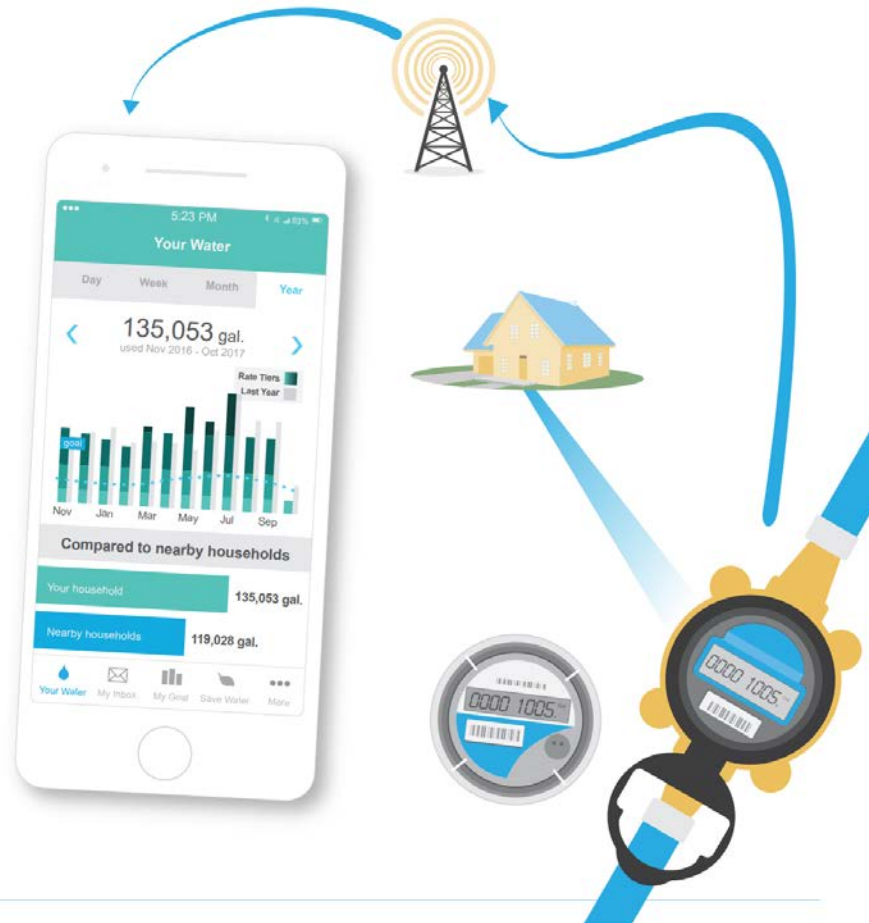 5:23 PM
93%
Your Water
Day Week Month Year
135,053 gal.
used Nov 2016 - Oct 2017
Rate Tiers
Last Year
goal
Nov Jan Mar May Jul Sep
Compared to nearby households
Your household 135,053 gal.
Nearby households 119,028 gal.
Your Water My Inbox My Goal Save Water More
0000 1005.
0000 1005.